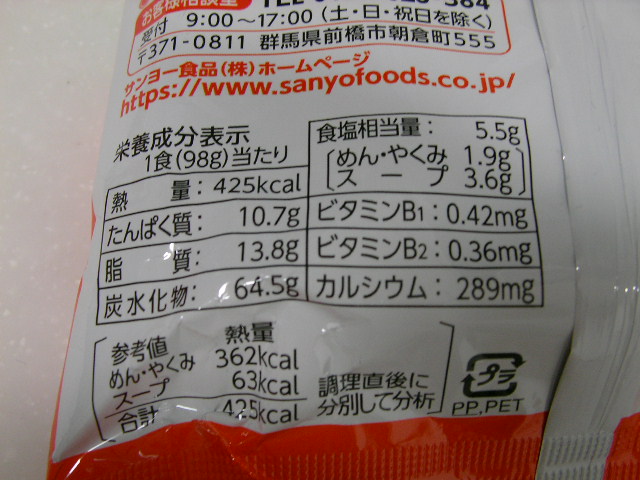 お客様相談室
受付 9:00～17:00(土・日・祝日を除く)
〒371-0811 群馬県前橋市朝倉町555
サンヨー食品(株)ホームページ
https://www.sanyofoods.co.jp/
栄養成分表示
1食(98g)当たり
熱量: 425kcal
たんぱく質: 10.7g
脂質: 13.8g
炭水化物: 64.5g
食塩相当量: 5.5g
めん・やくみ 1.9g
スープ 3.6g
ビタミンB1: 0.42mg
ビタミンB2: 0.36mg
カルシウム: 289mg
参考値 熱量
めん・やくみ 362kcal
スープ 63kcal
合計 425kcal
調理直後に
分別して分析
プラ
PP,PET